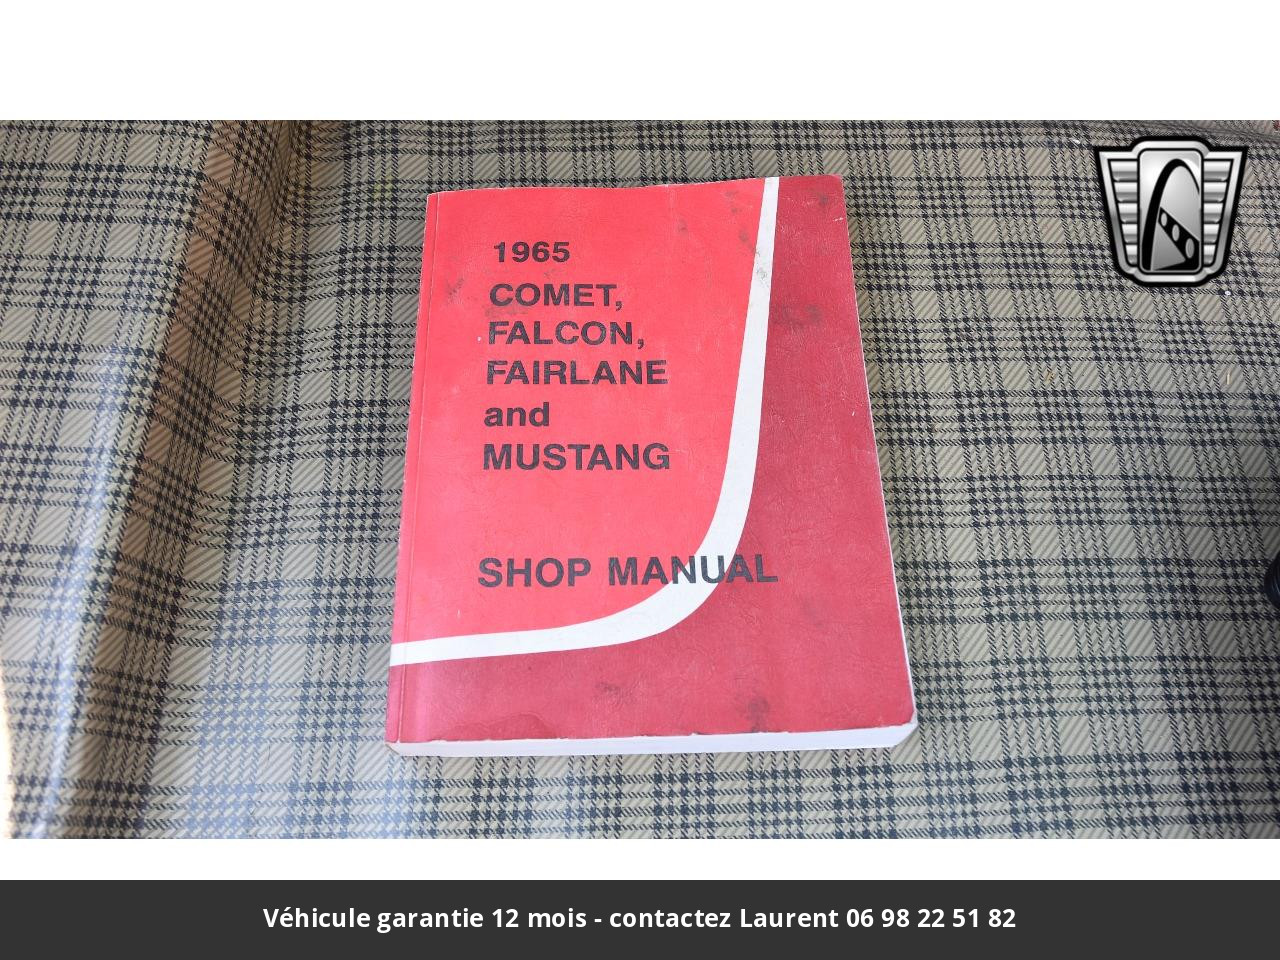 1965
COMET,
FALCON,
FAIRLANE
and
MUSTANG
SHOP MANUAL
Véhicule garantie 12 mois - contactez Laurent 06 98 22 51 82